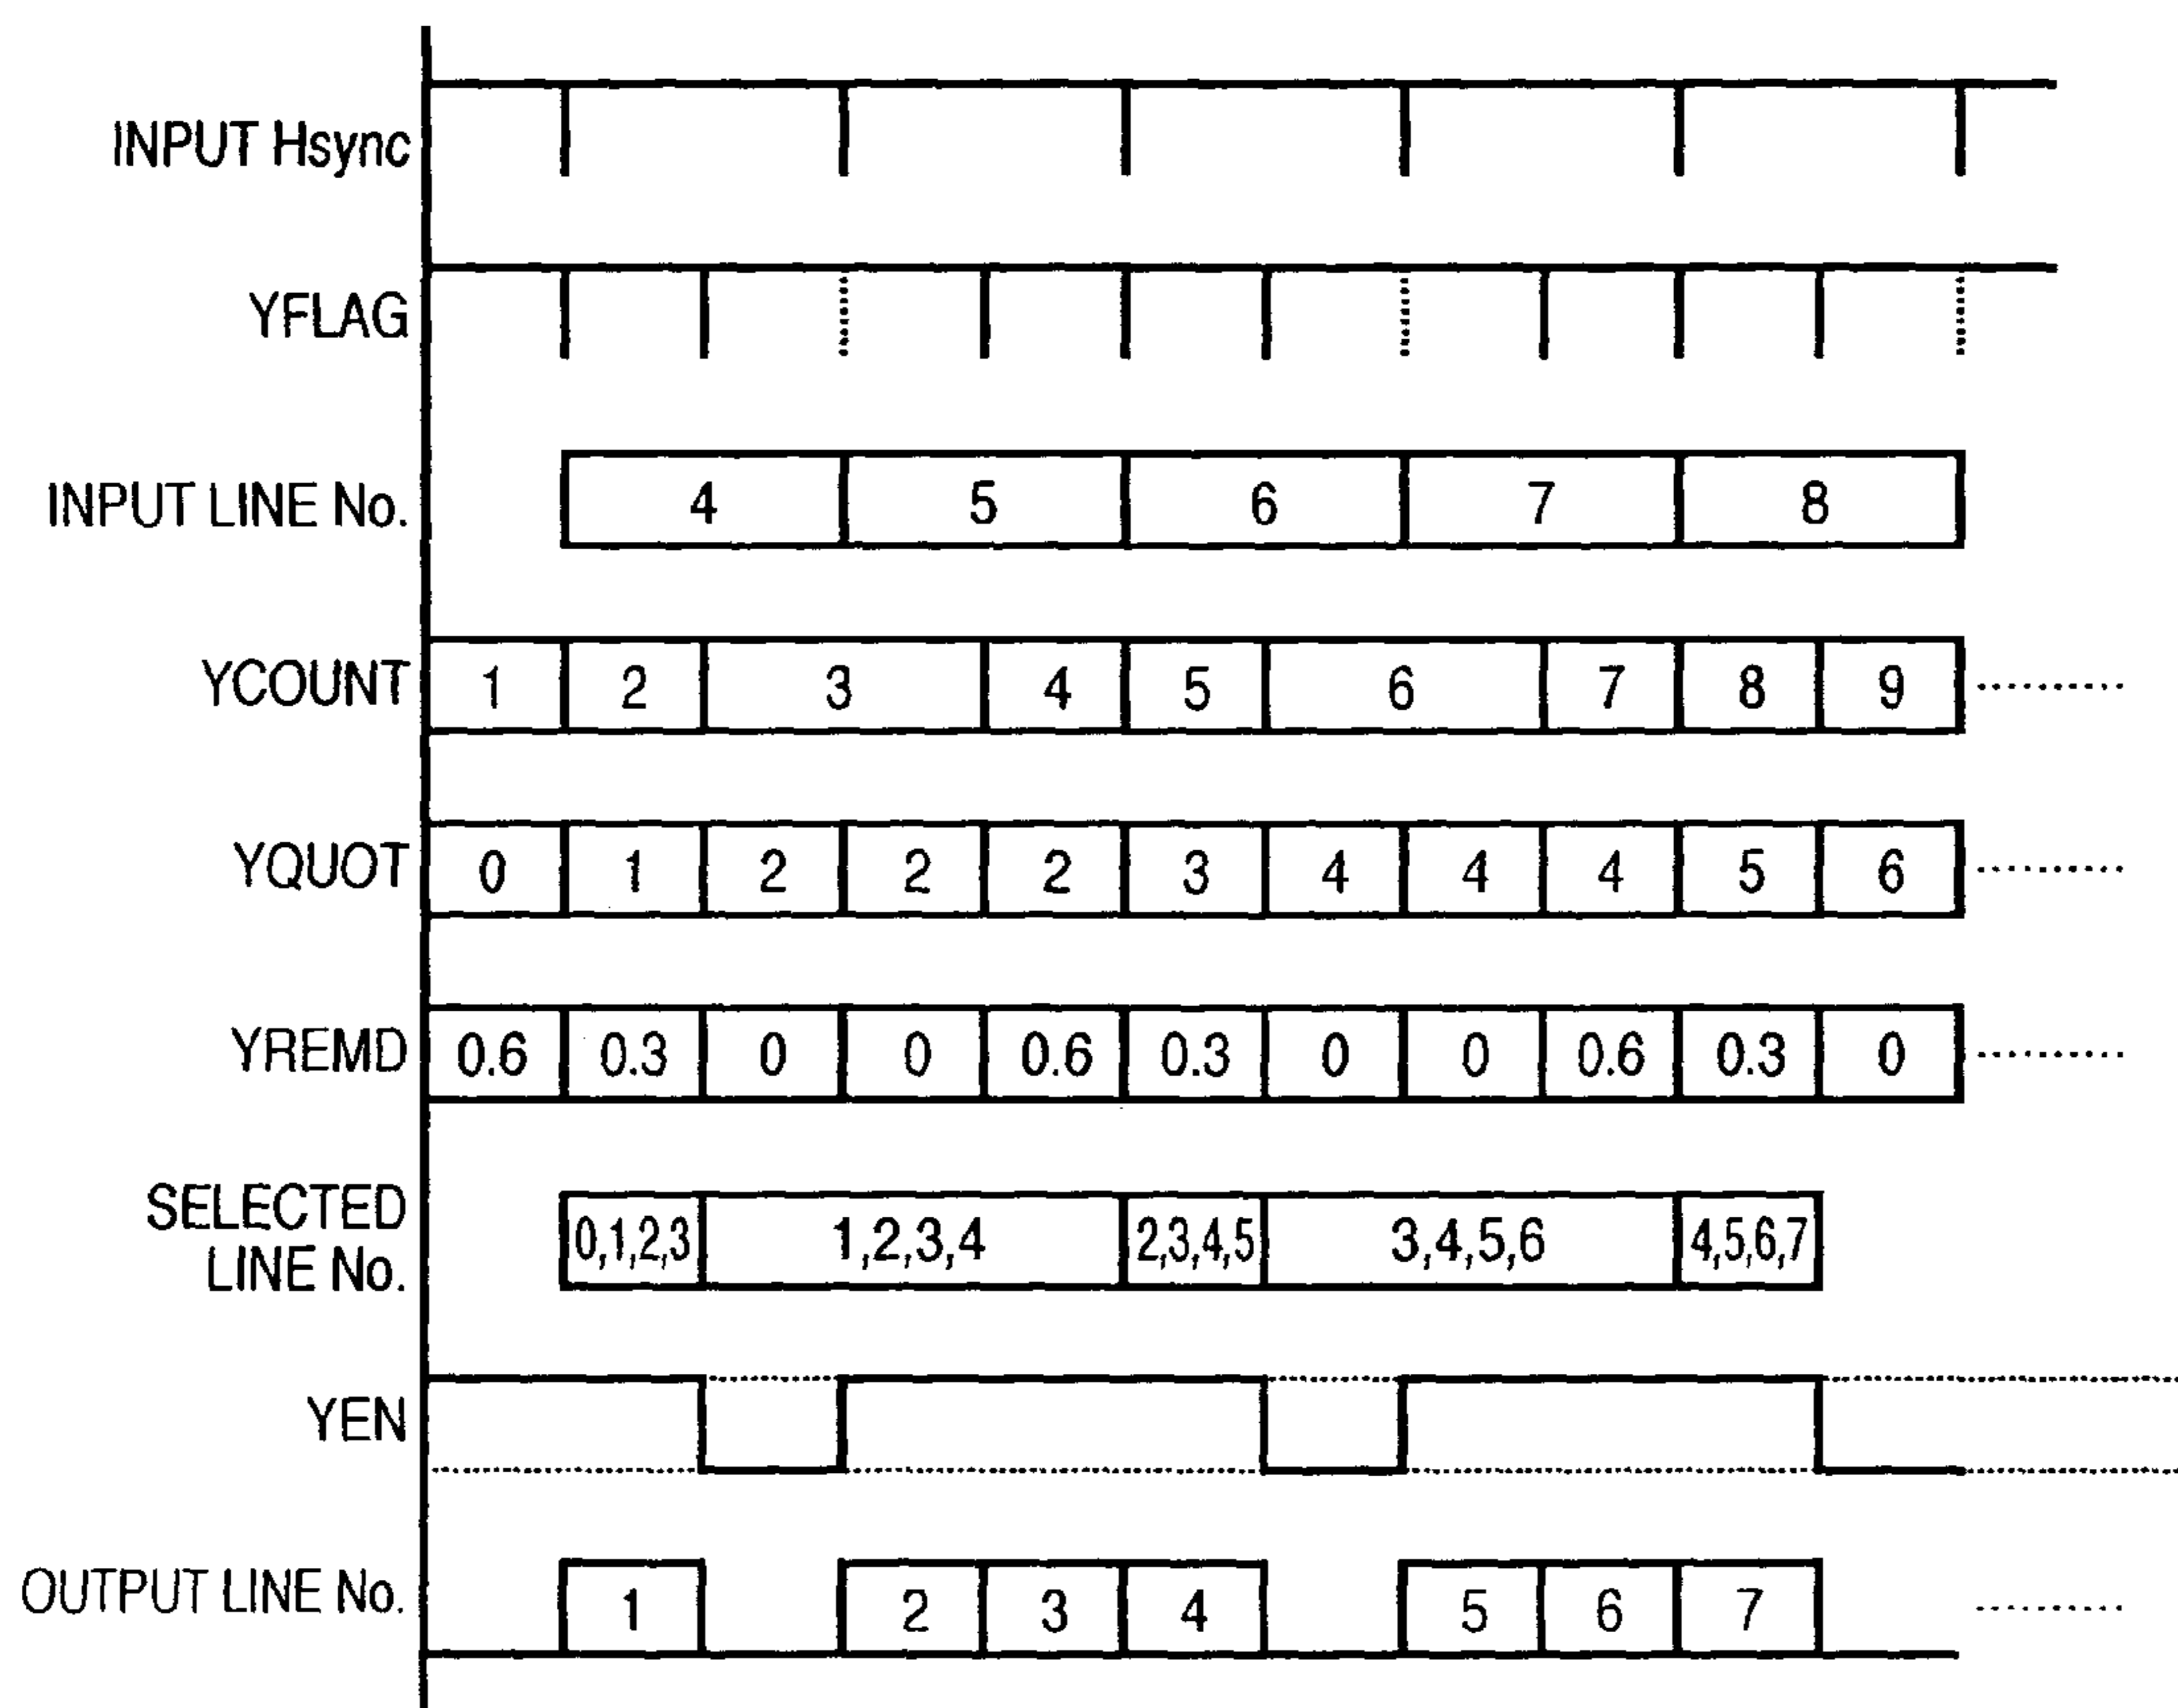 INPUT Hsync
YFLAG
INPUT LINE No. 4 5 6 7 8
YCOUNT 1 2 3 4 5 6 7 8 9
YQUOT 0 1 2 2 2 3 4 4 4 5 6
YREMD 0.6 0.3 0 0 0.6 0.3 0 0 0.6 0.3 0
SELECTED
LINE No. 0,1,2,3 1,2,3,4 2,3,4,5 3,4,5,6 4,5,6,7
YEN
OUTPUT LINE No. 1 2 3 4 5 6 7